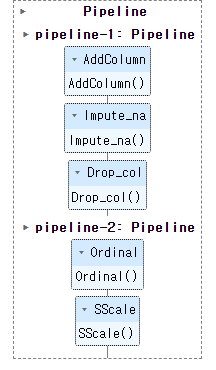 Pipeline
pipeline-1: Pipeline
AddColumn
AddColumn()
Impute_na
Impute_na()
Drop_col
Drop_col()
pipeline-2: Pipeline
Ordinal
Ordinal()
SScale
SScale()